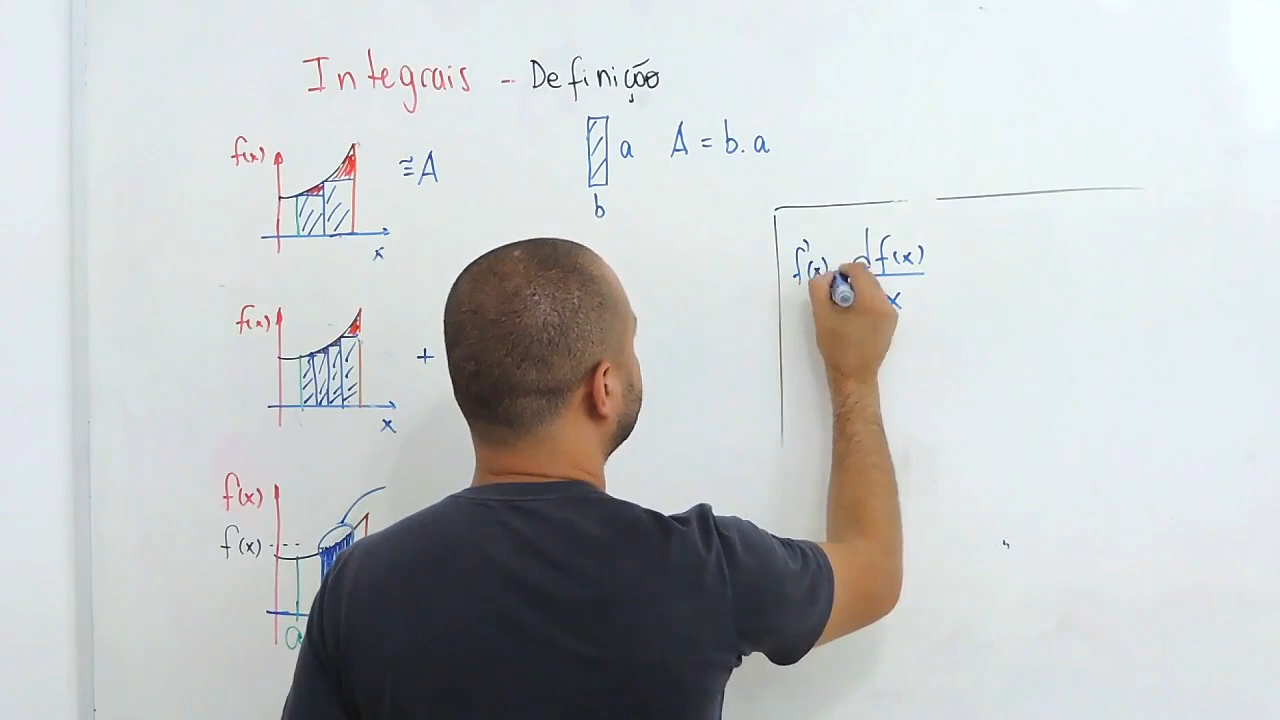 Integrais - Definição
f(x)
≅A
x
a
A = b.a
b
f(x)
+
x
f'(x) df(x)
x
f(x)
f(x)
a